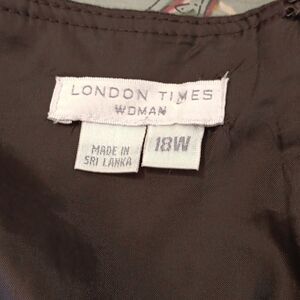 LONDON TIMES
WOMAN
MADE IN
SRI LANKA
18W